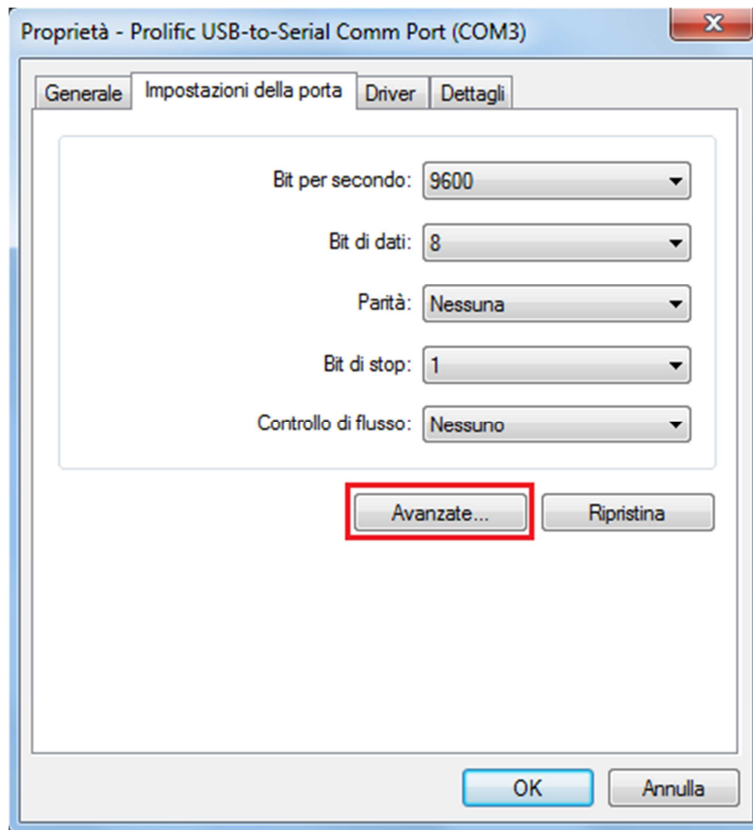 Proprietà - Prolific USB-to-Serial Comm Port (COM3)
Generale Impostazioni della porta Driver Dettagli
Bit per secondo: 9600
Bit di dati: 8
Parità: Nessuna
Bit di stop: 1
Controllo di flusso: Nessuno
Avanzate... Ripristina
OK Annulla